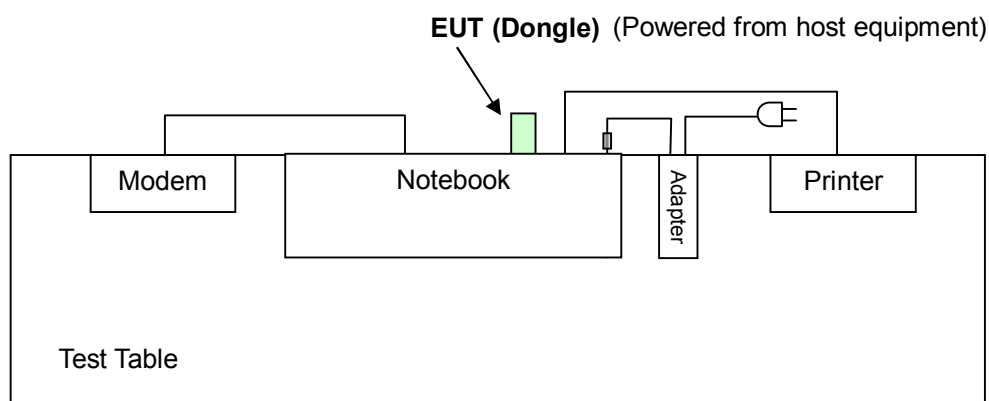 EUT (Dongle) (Powered from host equipment)
Modem
Notebook
Adapter
Printer
Test Table